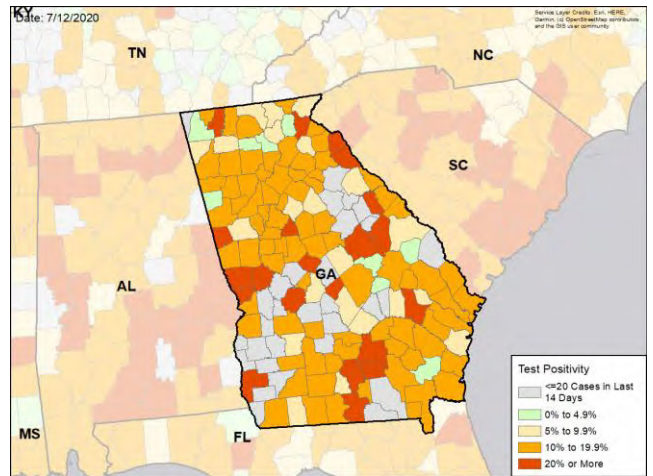 KY
Date: 7/12/2020
Service Layer Credits: Esri, HERE,
Garmin, (c) OpenStreetMap contributors,
and the GIS user community
TN
NC
SC
AL
GA
MS
FL
Test Positivity
<=20 Cases in Last
14 Days
0% to 4.9%
5% to 9.9%
10% to 19.9%
20% or More